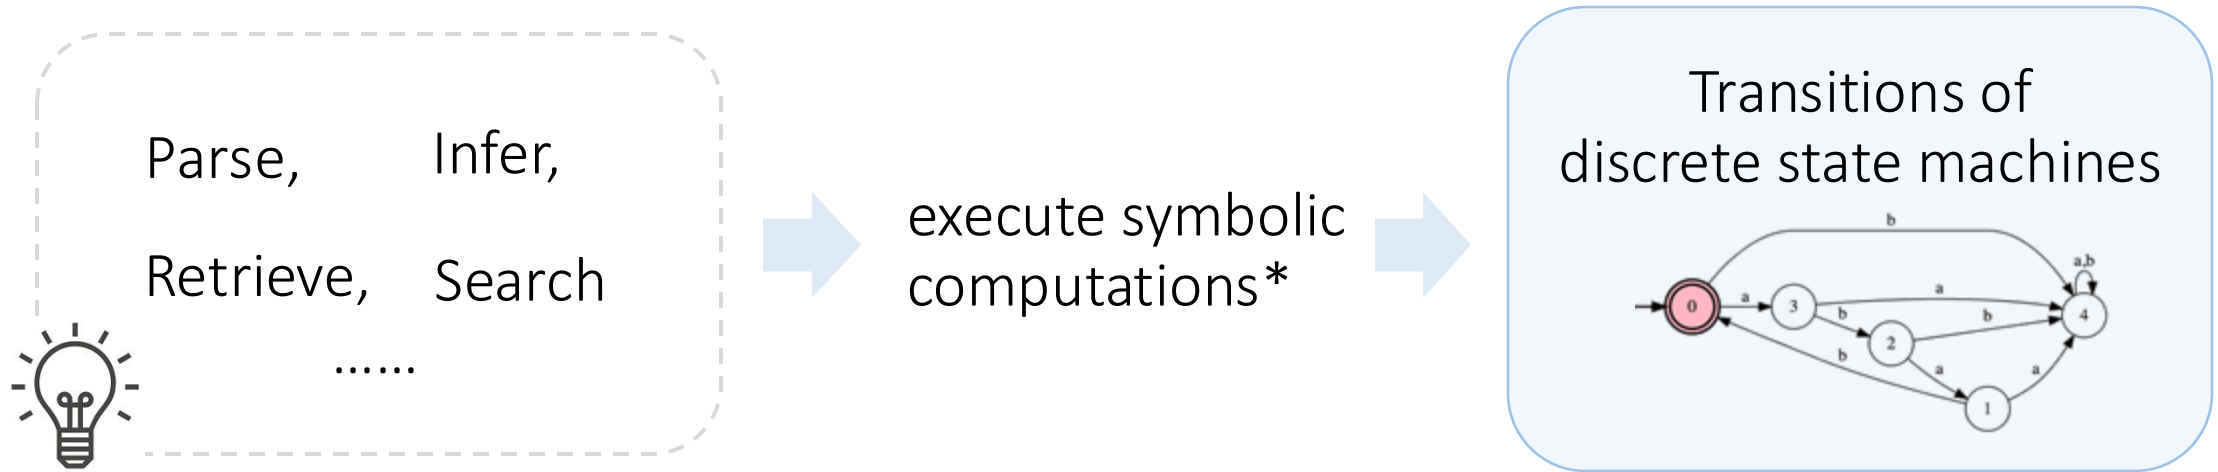 Parse, Infer,
Retrieve, Search
......
execute symbolic
computations*
Transitions of
discrete state machines
b
a,b
a
a
0
3
b
b
4
2
b
a
a
1